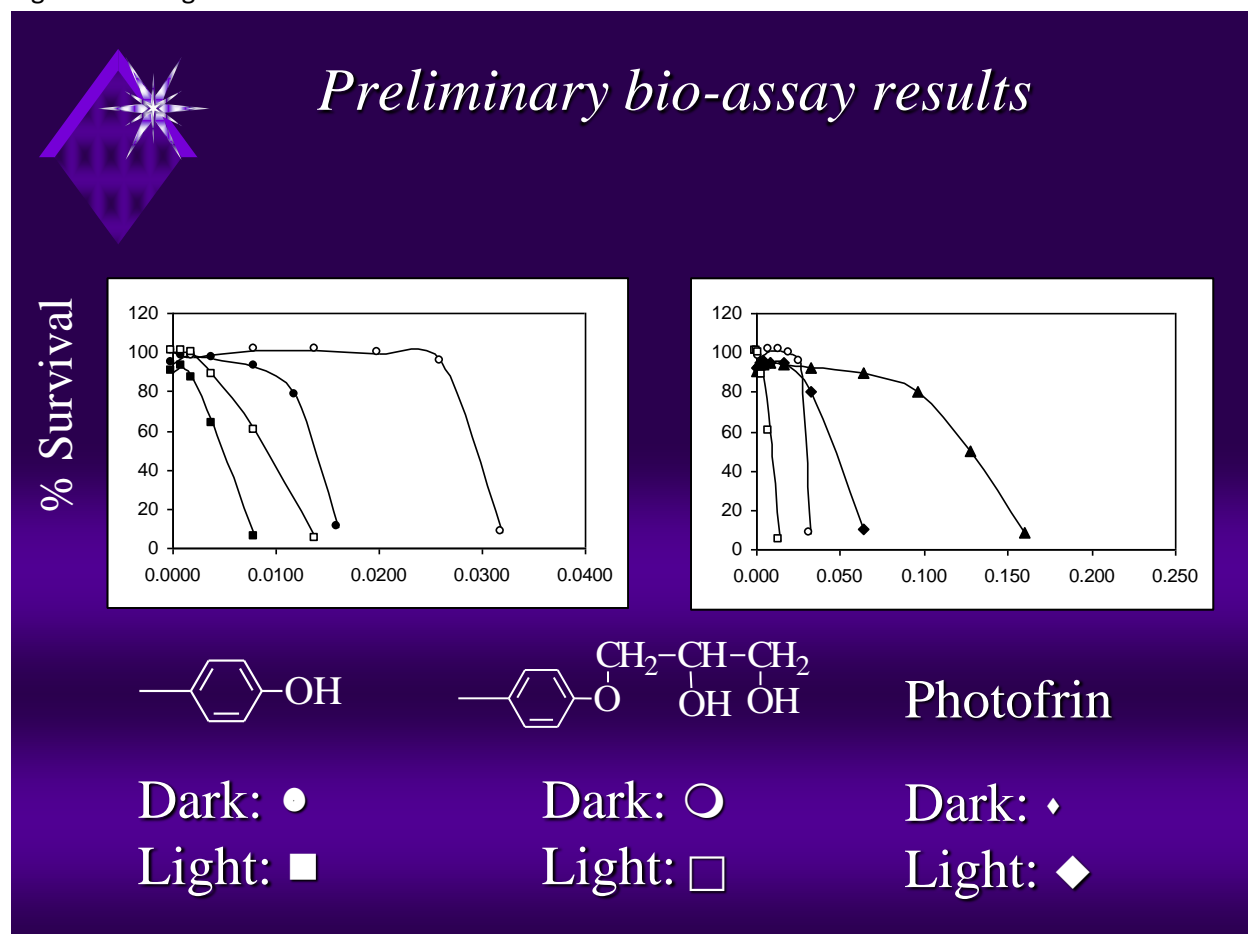 Preliminary bio-assay results
% Survival
120
100
80
60
40
20
0
0.0000 0.0100 0.0200 0.0300 0.0400
120
100
80
60
40
20
0
0.000 0.050 0.100 0.150 0.200 0.250
OH
CH2-CH-CH2
O OH OH
Photofrin
Dark: ●
Light: ■
Dark: ❍
Light: □
Dark: ♦
Light: ◆